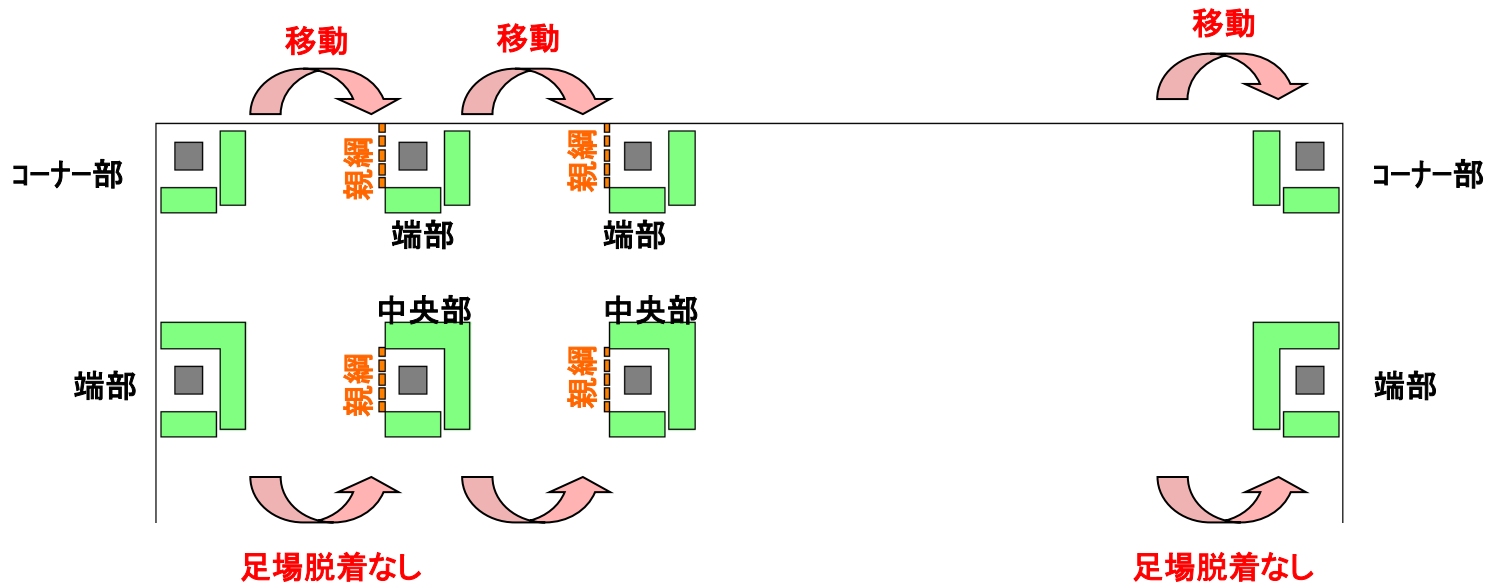 移動
移動
移動
コーナー部
親綱
親綱
コーナー部
端部
端部
中央部
中央部
端部
親綱
親綱
端部
足場脱着なし
足場脱着なし